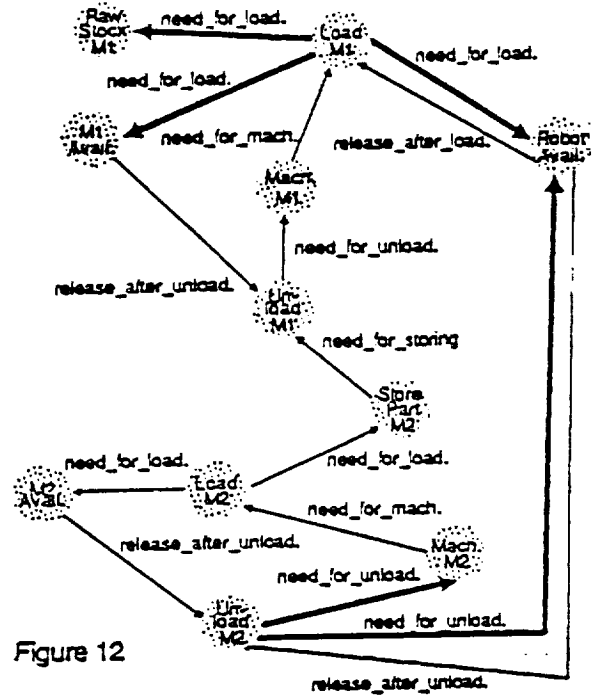 Raw
Stock
M1
need_for_load.
Load
M1
need_for_load.
need_for_load.
M1
Avail.
need_for_mach.
release_after_load.
Robot
Avail.
Mach.
M1
need_for_unload.
release_after_unload.
Un-
load
M1
need_for_storing
Store
Part
M2
need_for_load.
need_for_load.
M2
Avail.
Load
M2
need_for_mach.
release_after_unload.
Mach.
M2
need_for_unload.
Un-
load
M2
need_for_unload.
Figure 12
release_after_unload.